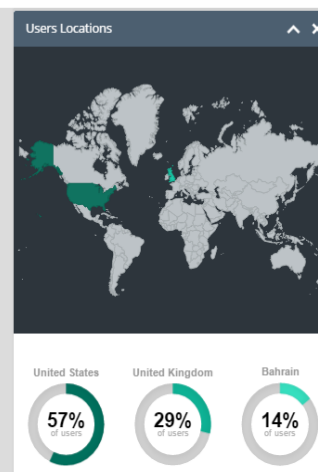 Users Locations
United States
United Kingdom
Bahrain
57%
of users
29%
of users
14%
of users